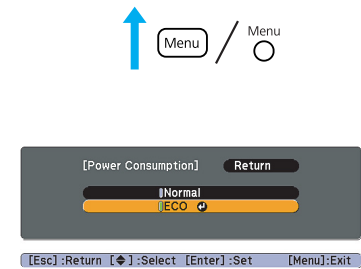 Menu / Menu
[Power Consumption] Return
Normal
ECO
[Esc] :Return [◆] :Select [Enter] :Set [Menu]:Exit